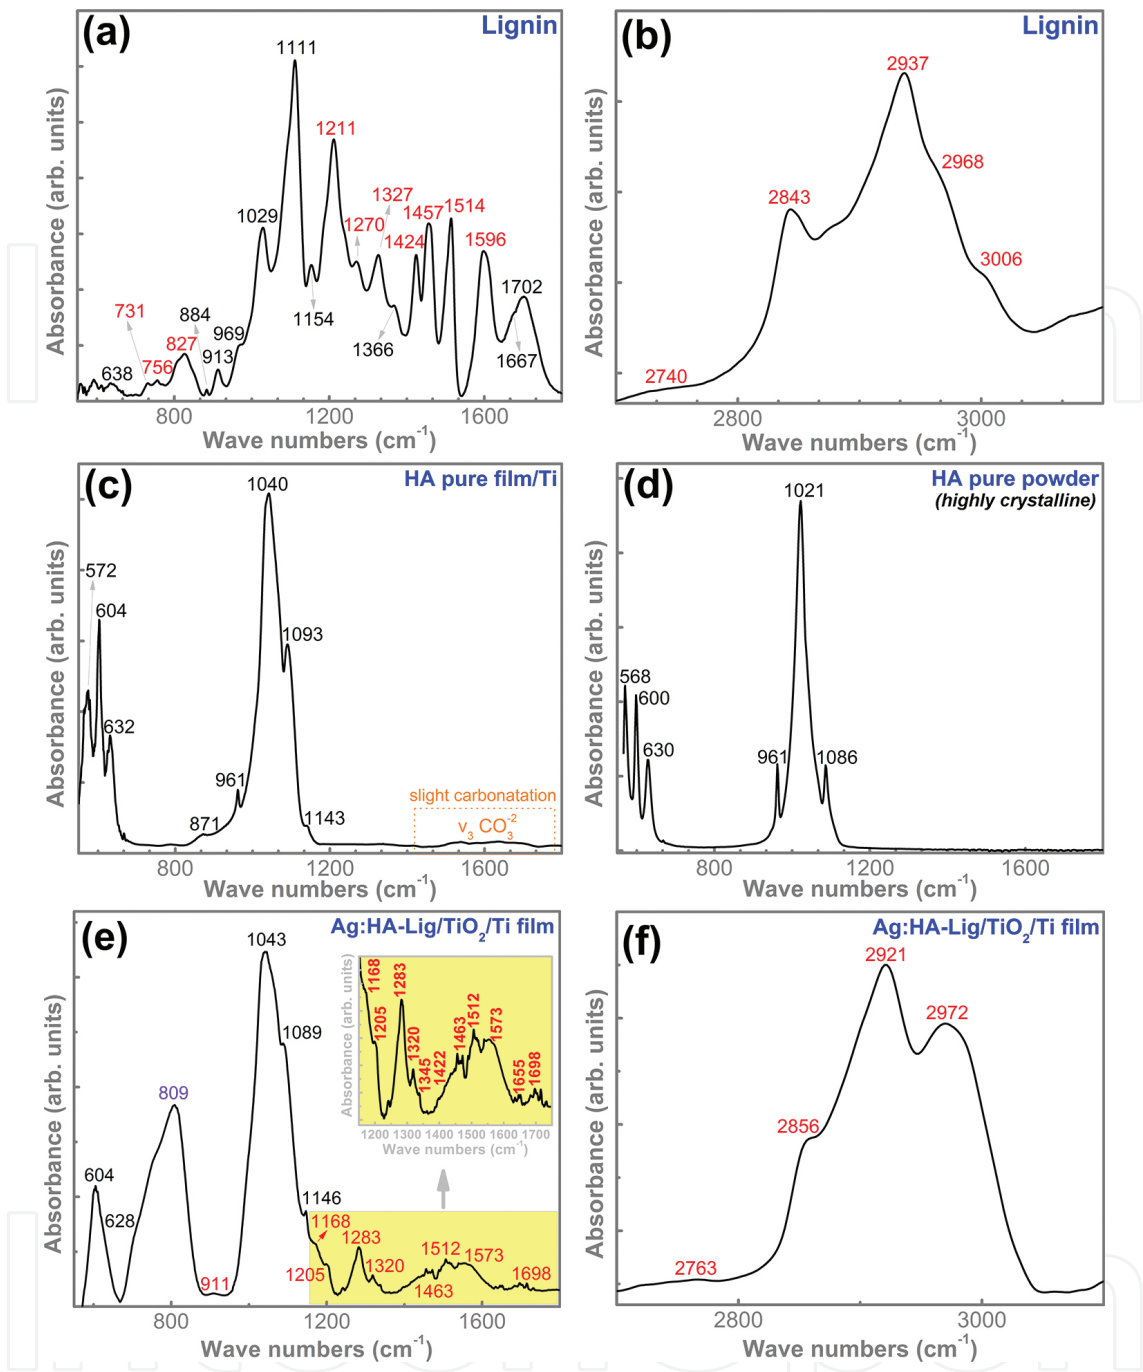 (a)
Lignin
Absorbance (arb. units)
638
731
756
827
884
913
969
1029
1111
1154
1211
1270
1327
1366
1424
1457
1514
1596
1667
1702
800
1200
1600
Wave numbers (cm⁻¹)
(b)
Lignin
Absorbance (arb. units)
2740
2843
2937
2968
3006
2800
3000
Wave numbers (cm⁻¹)
(c)
HA pure film/Ti
Absorbance (arb. units)
572
604
632
871
961
1040
1093
1143
slight carbonatation
ν₃ CO₃⁻²
800
1200
1600
Wave numbers (cm⁻¹)
(d)
HA pure powder
(highly crystalline)
Absorbance (arb. units)
568
600
630
961
1021
1086
800
1200
1600
Wave numbers (cm⁻¹)
(e)
Ag:HA-Lig/TiO₂/Ti film
Absorbance (arb. units)
604
628
809
911
1043
1089
1146
1168
1205
1283
1320
1463
1512
1573
1698
Absorbance (arb. units)
1168
1205
1283
1320
1345
1422
1463
1512
1573
1655
1698
1200 1300 1400 1500 1600 1700
Wave numbers (cm⁻¹)
800
1200
1600
Wave numbers (cm⁻¹)
(f)
Ag:HA-Lig/TiO₂/Ti film
Absorbance (arb. units)
2763
2856
2921
2972
2800
3000
Wave numbers (cm⁻¹)